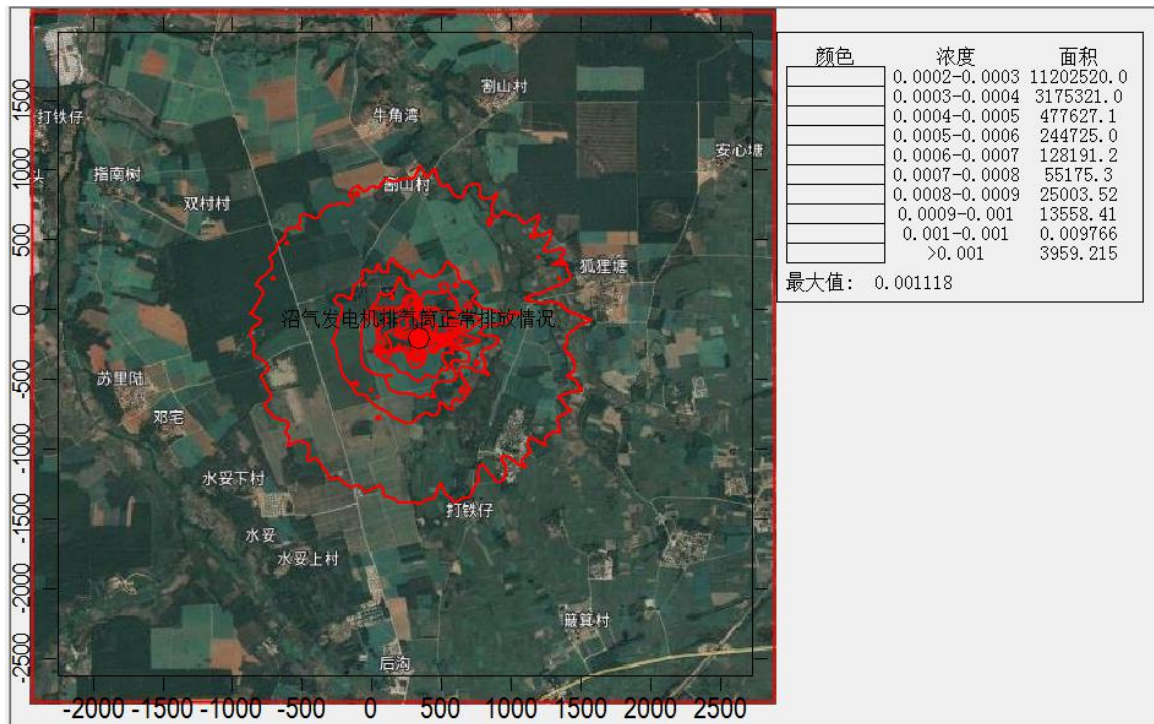 颜色 浓度 面积
0.0002-0.0003 11202520.0
0.0003-0.0004 3175321.0
0.0004-0.0005 477627.1
0.0005-0.0006 244725.0
0.0006-0.0007 128191.2
0.0007-0.0008 55175.3
0.0008-0.0009 25003.52
0.0009-0.001 13558.41
0.001-0.001 0.009766
>0.001 3959.215
最大值: 0.001118
割山村
牛角湾
打铁仔
安心塘
指南树
头
割山村
双村村
狐狸塘
沼气发电机排气筒正常排放情况
苏里陆
邓宅
水妥下村
打铁仔
水妥
水妥上村
簸箕村
后沟
1500
1000
500
0
-500
-1000
-1500
-2000
-2500
-2000 -1500 -1000 -500 0 500 1000 1500 2000 2500